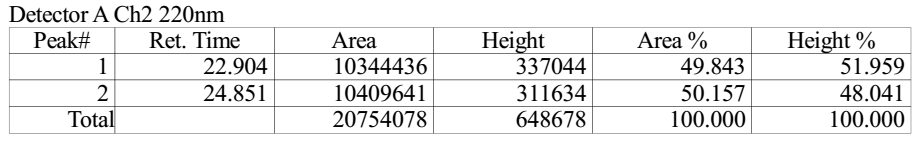 Detector A Ch2 220nm
Peak# Ret. Time Area Height Area % Height %
1 22.904 10344436 337044 49.843 51.959
2 24.851 10409641 311634 50.157 48.041
Total 20754078 648678 100.000 100.000